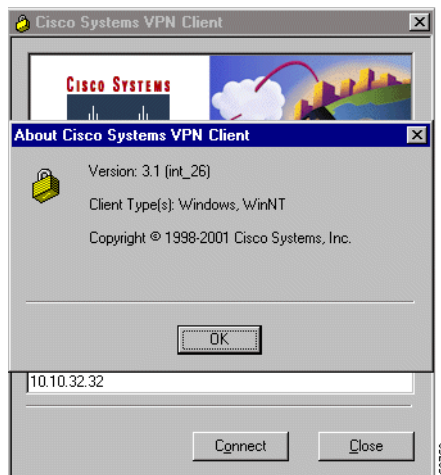 Cisco Systems VPN Client
CISCO SYSTEMS
About Cisco Systems VPN Client
Version: 3.1 (int_26)
Client Type(s): Windows, WinNT
Copyright © 1998-2001 Cisco Systems, Inc.
OK
10.10.32.32
Connect
Close